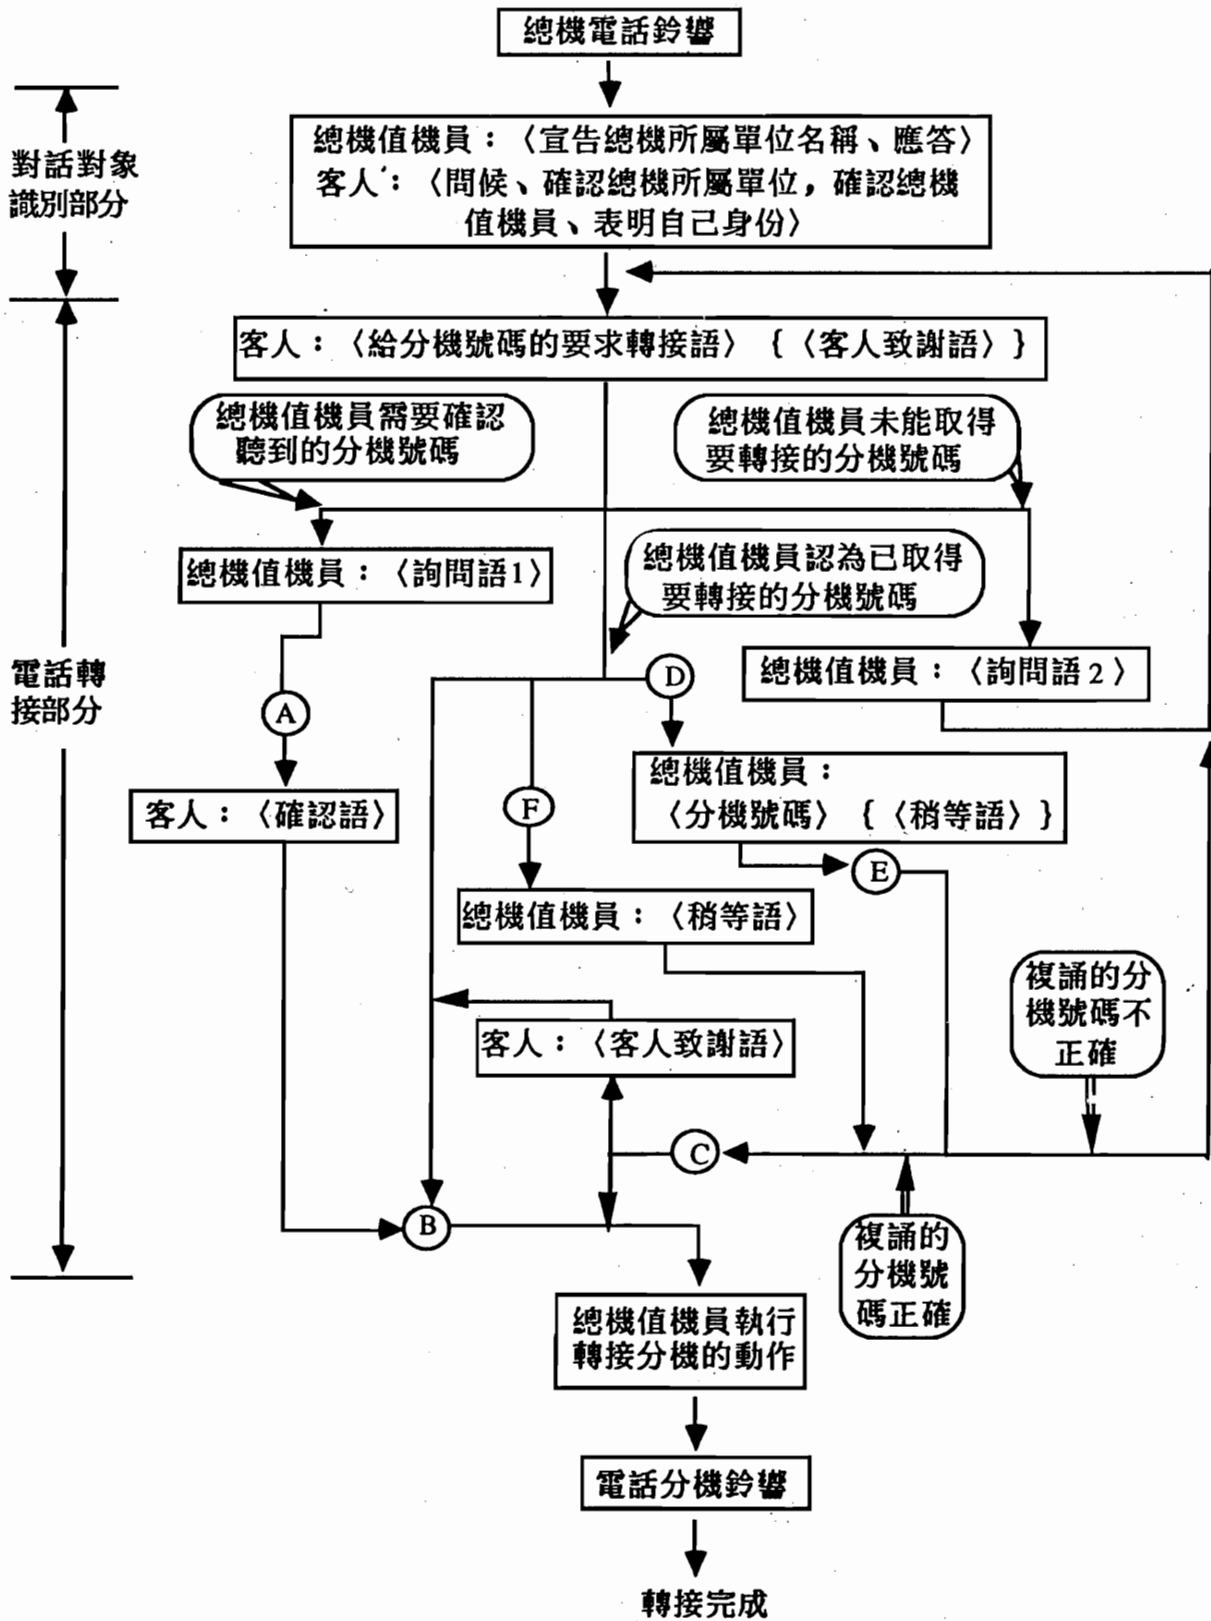 總機電話鈴響
對話對象
識別部分
總機值機員：〈宣告總機所屬單位名稱、應答〉
客人：〈問候、確認總機所屬單位，確認總機
值機員、表明自己身份〉
客人：〈給分機號碼的要求轉接語〉{〈客人致謝語〉}
總機值機員需要確認
聽到的分機號碼
總機值機員未能取得
要轉接的分機號碼
總機值機員：〈詢問語1〉
總機值機員認為已取得
要轉接的分機號碼
電話轉
接部分
總機值機員：〈詢問語2〉
D
A
總機值機員：
〈分機號碼〉{〈稍等語〉}
客人：〈確認語〉
F
E
總機值機員：〈稍等語〉
複誦的分
機號碼不
正確
客人：〈客人致謝語〉
C
B
複誦的
分機號
碼正確
總機值機員執行
轉接分機的動作
電話分機鈴響
轉接完成